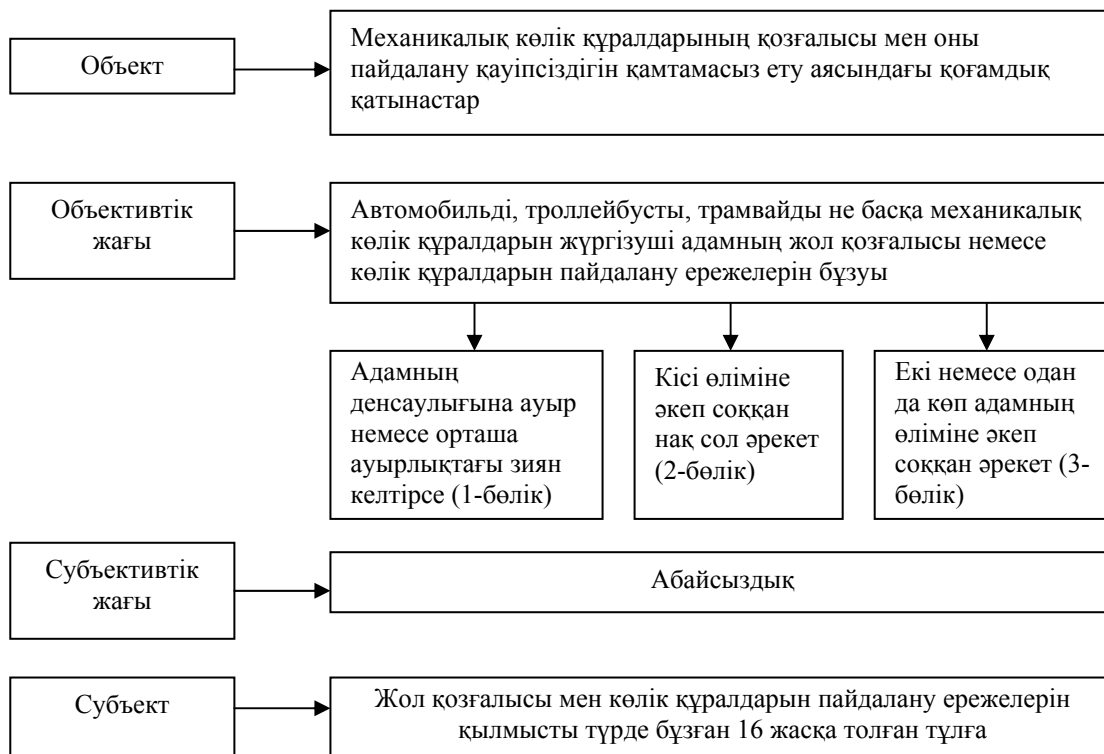 Объект
Механикалық көлік құралдарының қозғалысы мен оны
пайдалану қауіпсіздігін қамтамасыз ету аясындағы қоғамдық
қатынастар
Объективтік
жағы
Автомобильді, троллейбусты, трамвайды не басқа механикалық
көлік құралдарын жүргізуші адамның жол қозғалысы немесе
көлік құралдарын пайдалану ережелерін бұзуы
Адамның
денсаулығына ауыр
немесе орташа
ауырлықтағы зиян
келтірсе (1-бөлік)
Кісі өліміне
әкеп соққан
нақ сол әрекет
(2-бөлік)
Екі немесе одан
да көп адамның
өліміне әкеп
соққан әрекет (3-
бөлік)
Субъективтік
жағы
Абайсыздық
Субъект
Жол қозғалысы мен көлік құралдарын пайдалану ережелерін
қылмысты түрде бұзған 16 жасқа толған тұлға